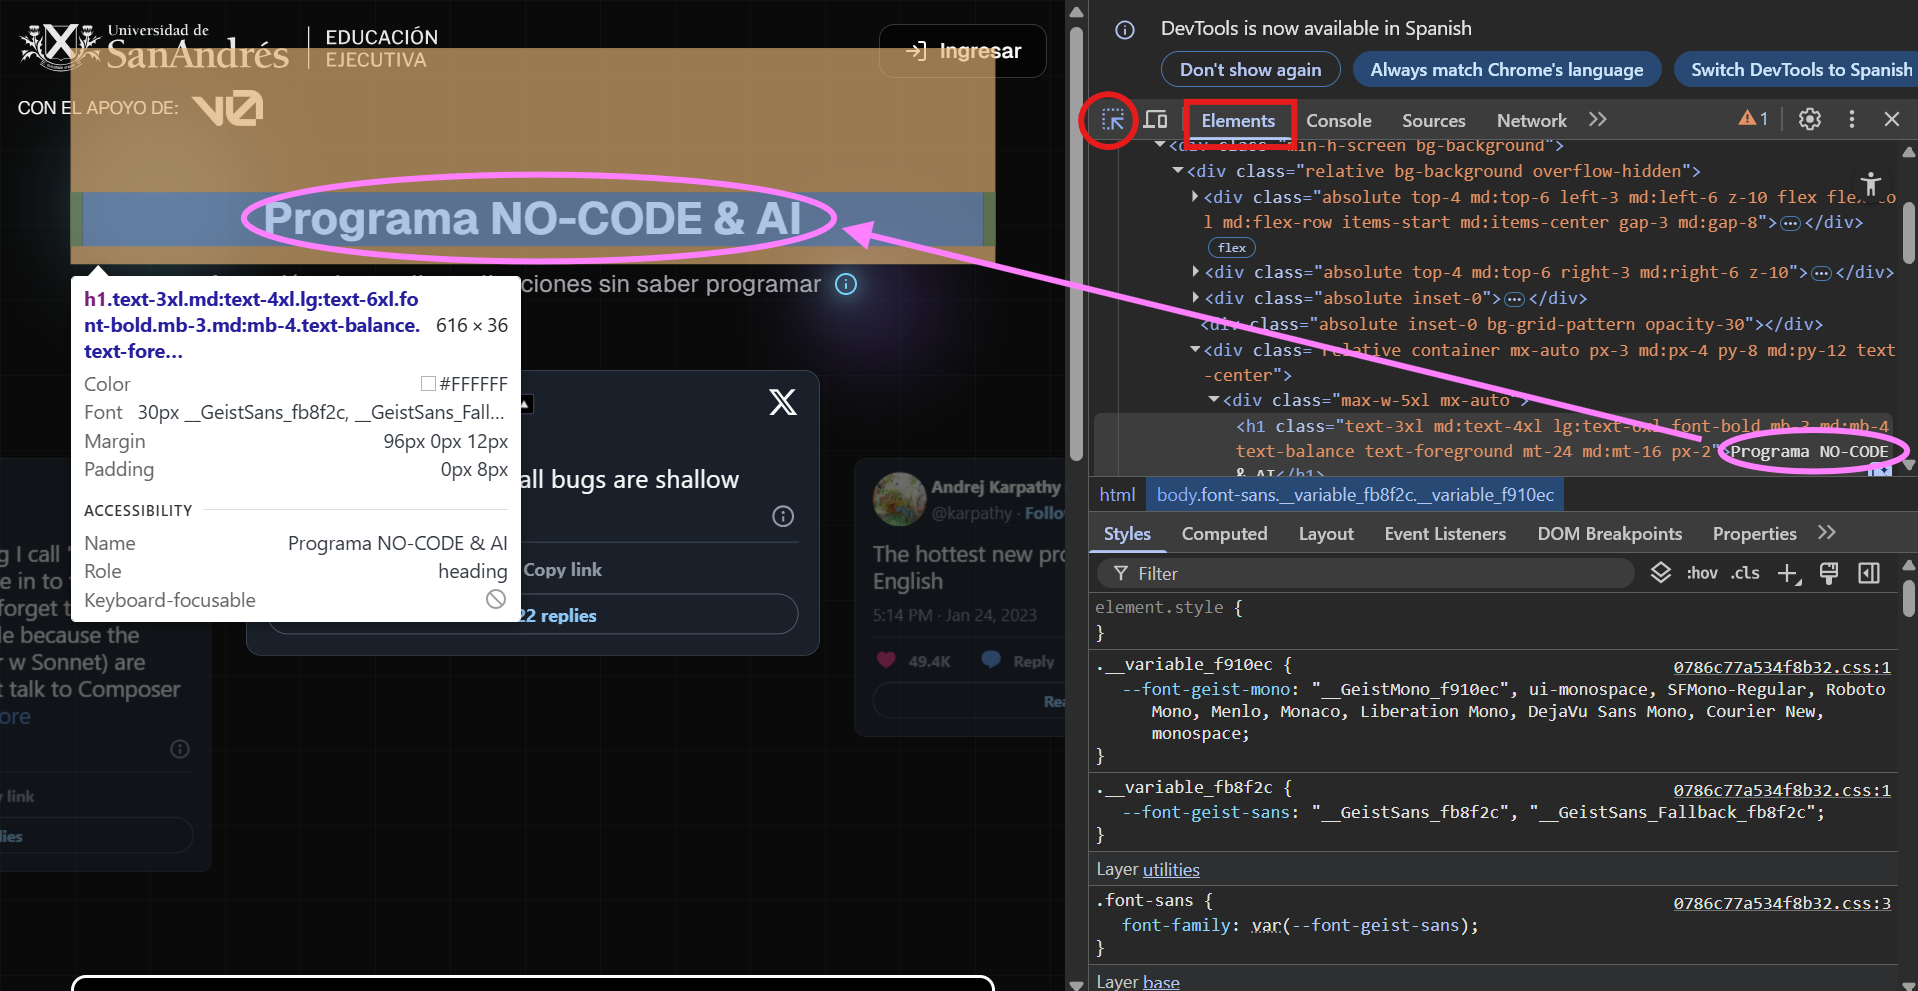 Universidad de
SanAndrés
EDUCACIÓN
EJECUTIVA
Ingresar
CON EL APOYO DE:
v0
Programa NO-CODE & AI
ciones sin saber programar
h1.text-3xl.md:text-4xl.lg:text-6xl.fo
nt-bold.mb-3.md:mb-4.text-balance.
text-fore...
616 × 36
Color #FFFFFF
Font 30px __GeistSans_fb8f2c, __GeistSans_Fall...
Margin 96px 0px 12px
Padding 0px 8px
ACCESSIBILITY
Name Programa NO-CODE & AI
Role heading
Keyboard-focusable
all bugs are shallow
Copy link
22 replies
g I call
e in to
forget
le because the
r w Sonnet) are
t talk to Composer
ore
link
lies
Andrej Karpathy
@karpathy · Follo
The hottest new pro
English
5:14 PM · Jan 24, 2023
49.4K Reply
Rea
DevTools is now available in Spanish
Don't show again Always match Chrome's language Switch DevTools to Spanish
Elements Console Sources Network 1
<div class="min-h-screen bg-background">
<div class="relative bg-background overflow-hidden">
<div class="absolute top-4 md:top-6 left-3 md:left-6 z-10 flex flex-co
l md:flex-row items-start md:items-center gap-3 md:gap-8">…</div>
flex
<div class="absolute top-4 md:top-6 right-3 md:right-6 z-10">…</div>
<div class="absolute inset-0">…</div>
<div class="absolute inset-0 bg-grid-pattern opacity-30"></div>
<div class="relative container mx-auto px-3 md:px-4 py-8 md:py-12 text
-center">
<div class="max-w-5xl mx-auto">
<h1 class="text-3xl md:text-4xl lg:text-6xl font-bold mb-3 md:mb-4
text-balance text-foreground mt-24 md:mt-16 px-2">Programa NO-CODE
& AI</h1>
html body.font-sans.__variable_fb8f2c.__variable_f910ec
Styles Computed Layout Event Listeners DOM Breakpoints Properties
Filter :hov .cls
element.style {
}
.__variable_f910ec { 0786c77a534f8b32.css:1
--font-geist-mono: "__GeistMono_f910ec", ui-monospace, SFMono-Regular, Roboto
Mono, Menlo, Monaco, Liberation Mono, DejaVu Sans Mono, Courier New,
monospace;
}
.__variable_fb8f2c { 0786c77a534f8b32.css:1
--font-geist-sans: "__GeistSans_fb8f2c", "__GeistSans_Fallback_fb8f2c";
}
Layer utilities
.font-sans { 0786c77a534f8b32.css:3
font-family: var(--font-geist-sans);
}
Layer base